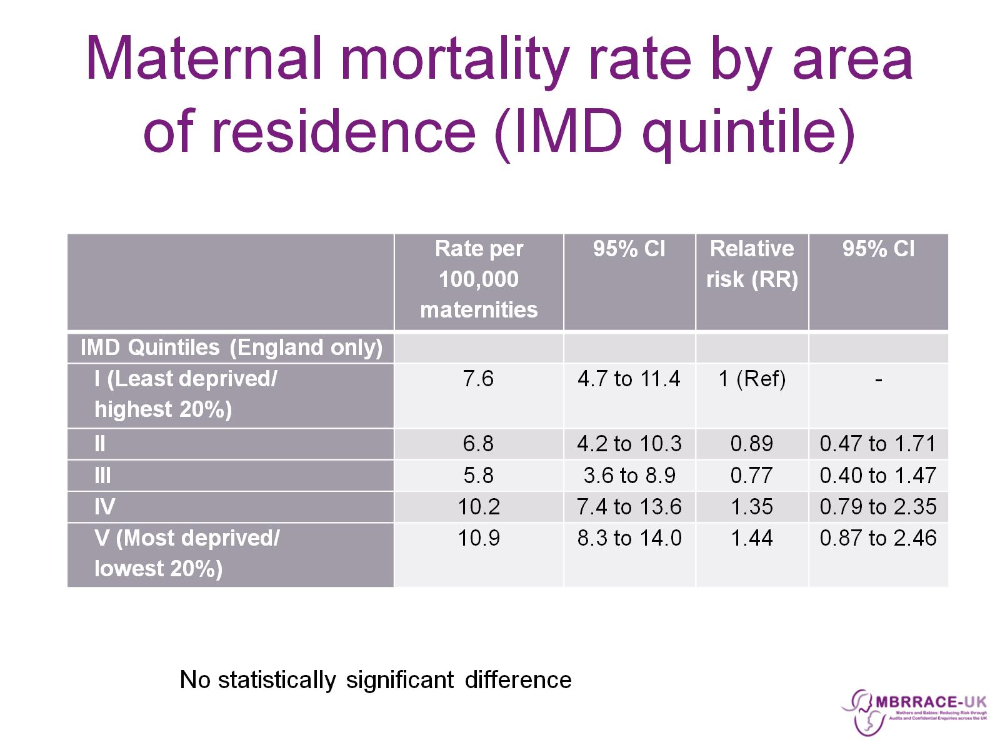 Maternal mortality rate by area
of residence (IMD quintile)
Rate per 100,000 maternities 95% CI Relative risk (RR) 95% CI
IMD Quintiles (England only)
I (Least deprived/ highest 20%) 7.6 4.7 to 11.4 1 (Ref) -
II 6.8 4.2 to 10.3 0.89 0.47 to 1.71
III 5.8 3.6 to 8.9 0.77 0.40 to 1.47
IV 10.2 7.4 to 13.6 1.35 0.79 to 2.35
V (Most deprived/ lowest 20%) 10.9 8.3 to 14.0 1.44 0.87 to 2.46
No statistically significant difference
MBRRACE-UK
Mothers and Babies: Reducing Risk through
Audits and Confidential Enquiries across the UK